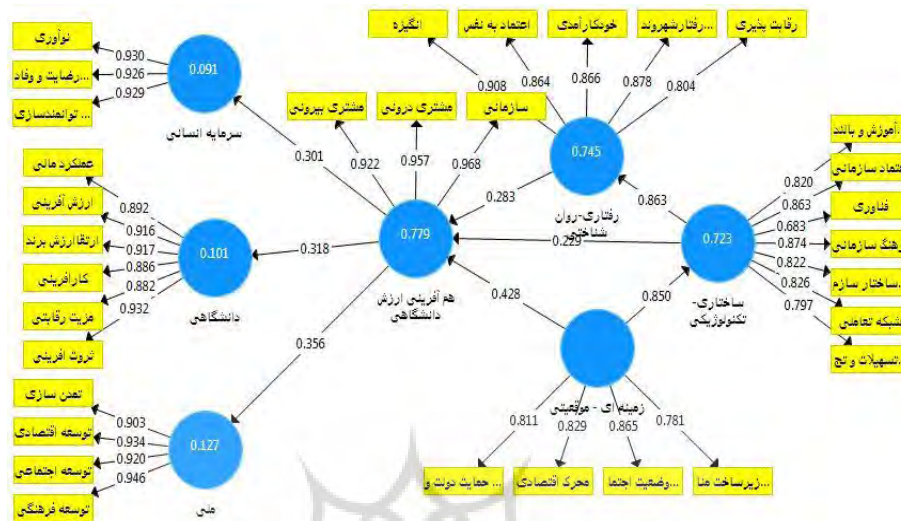 نوآوری
0.930
رضایت و وفاد...
0.926
توانمندسازی ...
0.929
0.091
سرمایه انسانی
0.301
عملکرد مالی
0.892
ارزش آفرینی
0.916
ارتقا ارزش برند
0.917
کارآفرینی
0.886
مزیت رقابتی
0.882
ثروت افرینی
0.932
0.101
دانشگاهی
0.318
تمدن سازی
0.903
توسعه اقتصادی
0.934
توسعه اجتماعی
0.920
توسعه فرهنگی
0.946
0.127
ملی
0.356
مشتری بیرونی
0.922
مشتری درونی
0.957
سازمانی
0.968
0.779
هم آفرینی ارزش
دانشگاهی
انگیزه
0.908
اعتماد به نفس
0.864
خودکارآمدی
0.866
رفتارشهروند...
0.878
رقابت پذیری
0.804
0.745
رفتاری-روان
شناختی
0.283
0.863
0.229
0.428
0.850
0.723
ساختاری-
تکنولوژیکی
آموزش و بالند...
0.820
عتماد سازمانی
0.863
فناوری
0.683
رهنگ سازمانی
0.874
ساختار سازم...
0.822
شبکه تعاملی
0.826
تسهیلات و تج...
0.797
زمینه ای - موقعیتی
0.811
0.829
0.865
0.781
حمایت دولت و ...
محرک اقتصادی
وضعیت اجتما...
زیرساخت ها...